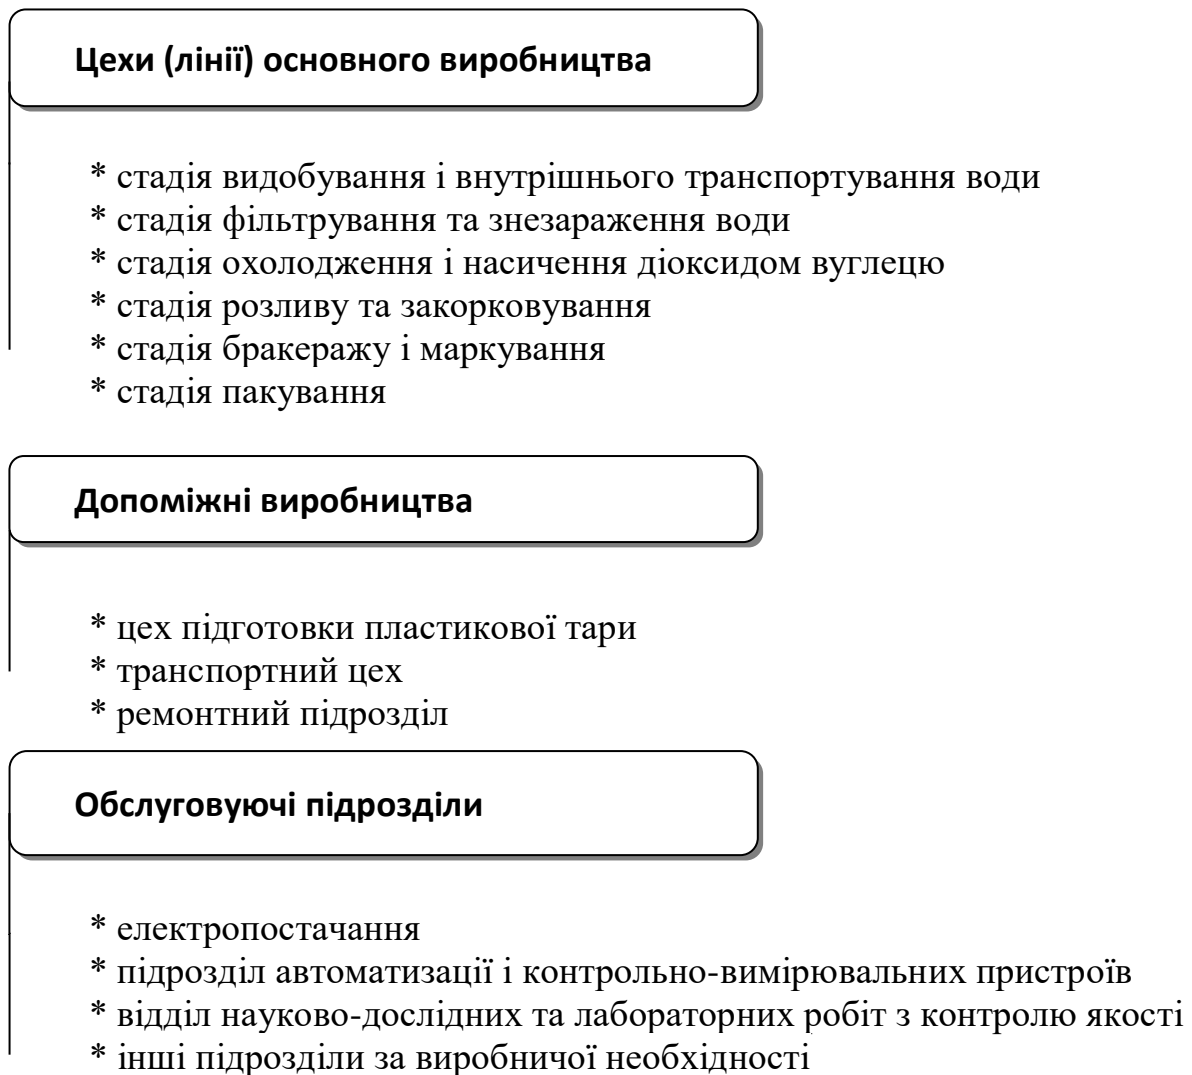 Цехи (лінії) основного виробництва
* стадія видобування і внутрішнього транспортування води
* стадія фільтрування та знезараження води
* стадія охолодження і насичення діоксидом вуглецю
* стадія розливу та закорковування
* стадія бракеражу і маркування
* стадія пакування
Допоміжні виробництва
* цех підготовки пластикової тари
* транспортний цех
* ремонтний підрозділ
Обслуговуючі підрозділи
* електропостачання
* підрозділ автоматизації і контрольно-вимірювальних пристроїв
* відділ науково-дослідних та лабораторних робіт з контролю якості
* інші підрозділи за виробничої необхідності